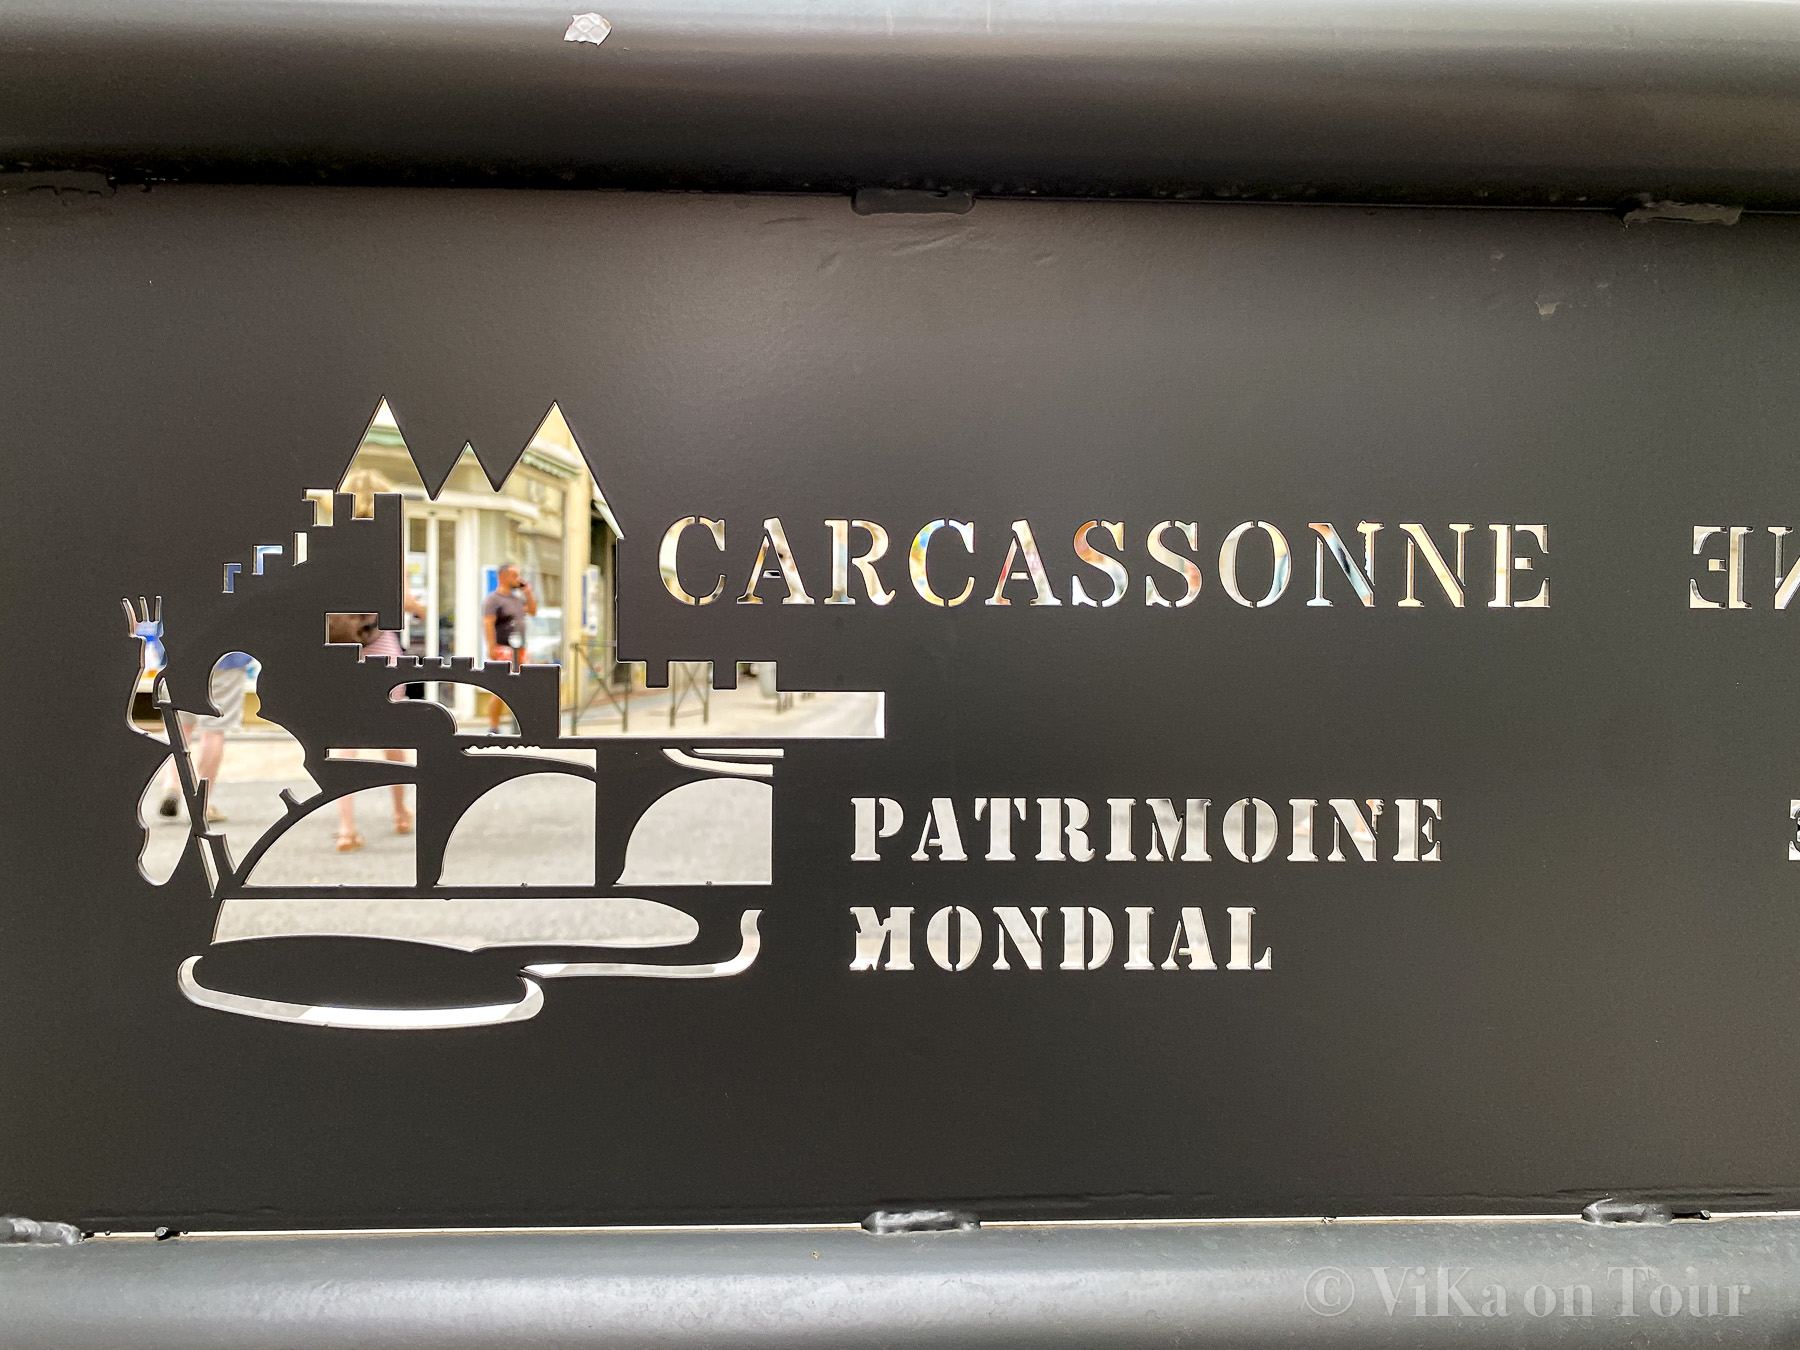 CARCASSONNE
PATRIMOINE
MONDIAL
© ViKa on Tour